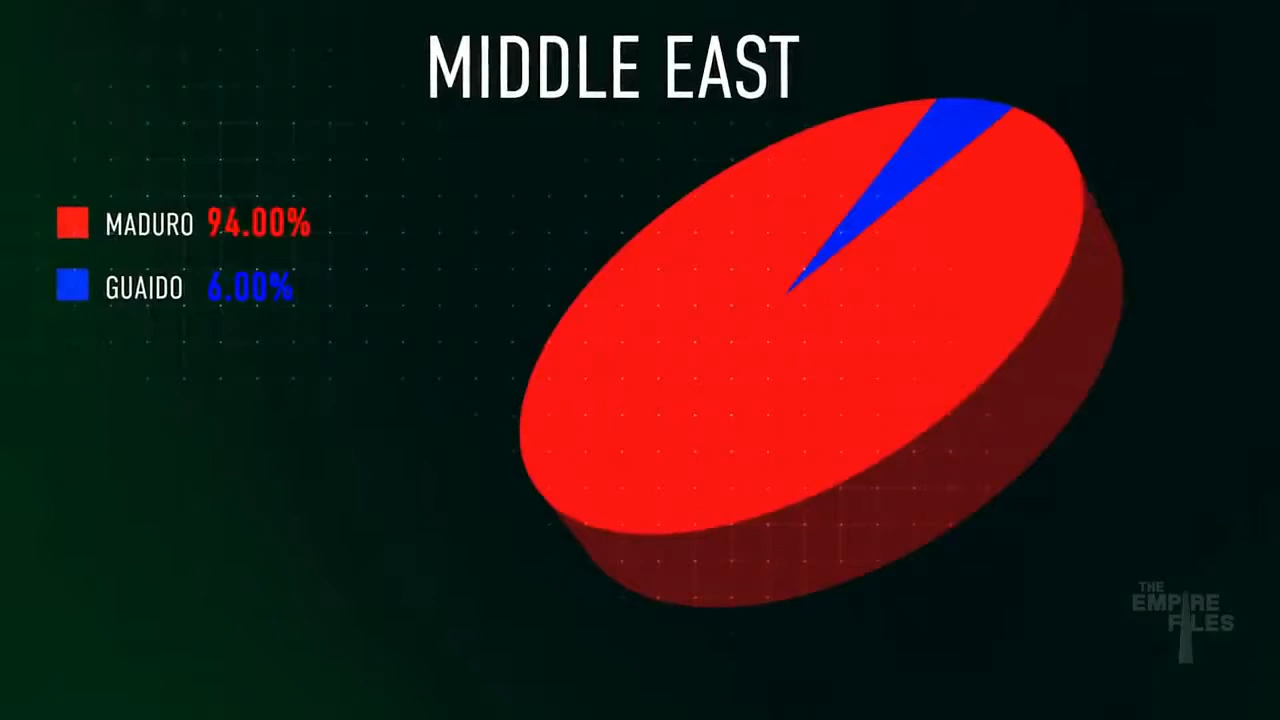 MIDDLE EAST
MADURO 94.00%
GUAIDO 6.00%
THE
EMPIRE
FILES